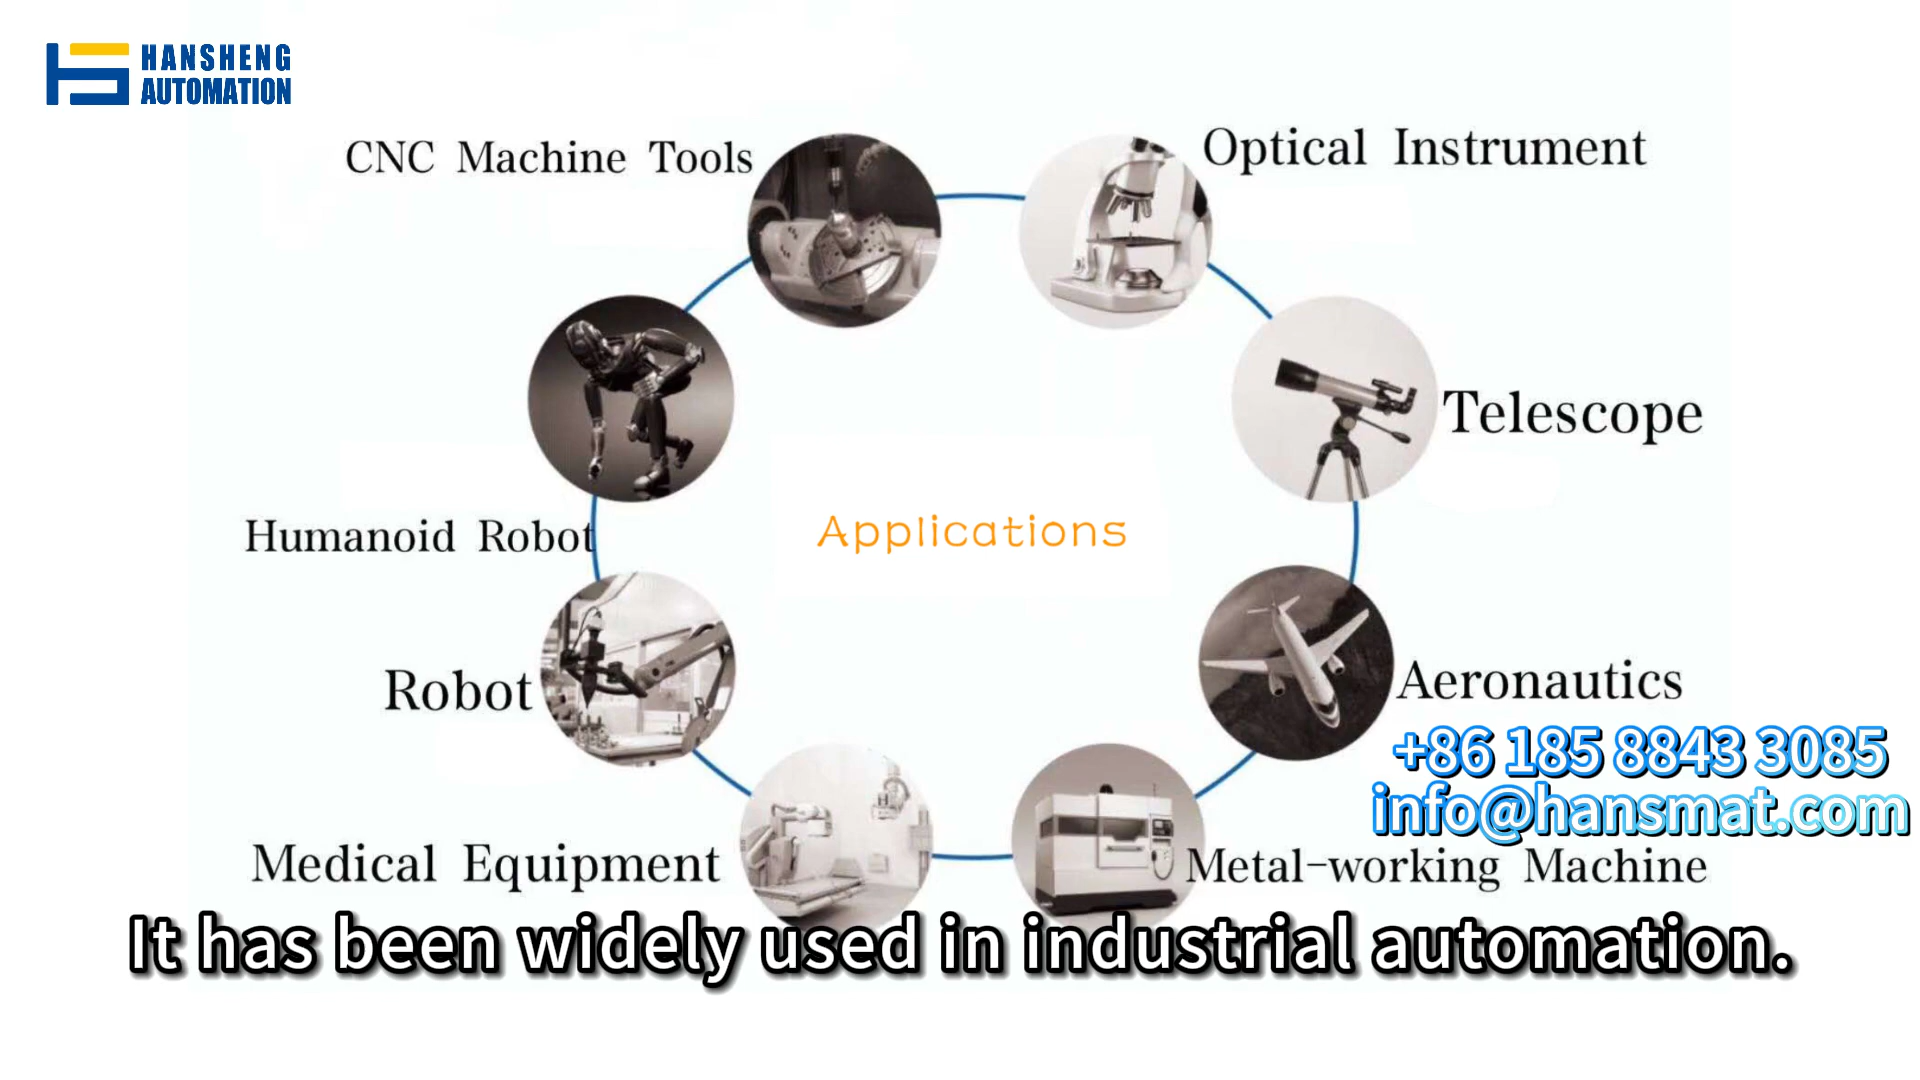 HANSHENG
AUTOMATION
CNC Machine Tools
Optical Instrument
Telescope
Humanoid Robot
Applications
Robot
Aeronautics
+86 185 8843 3085
info@hansmat.com
Medical Equipment
Metal-working Machine
It has been widely used in industrial automation.